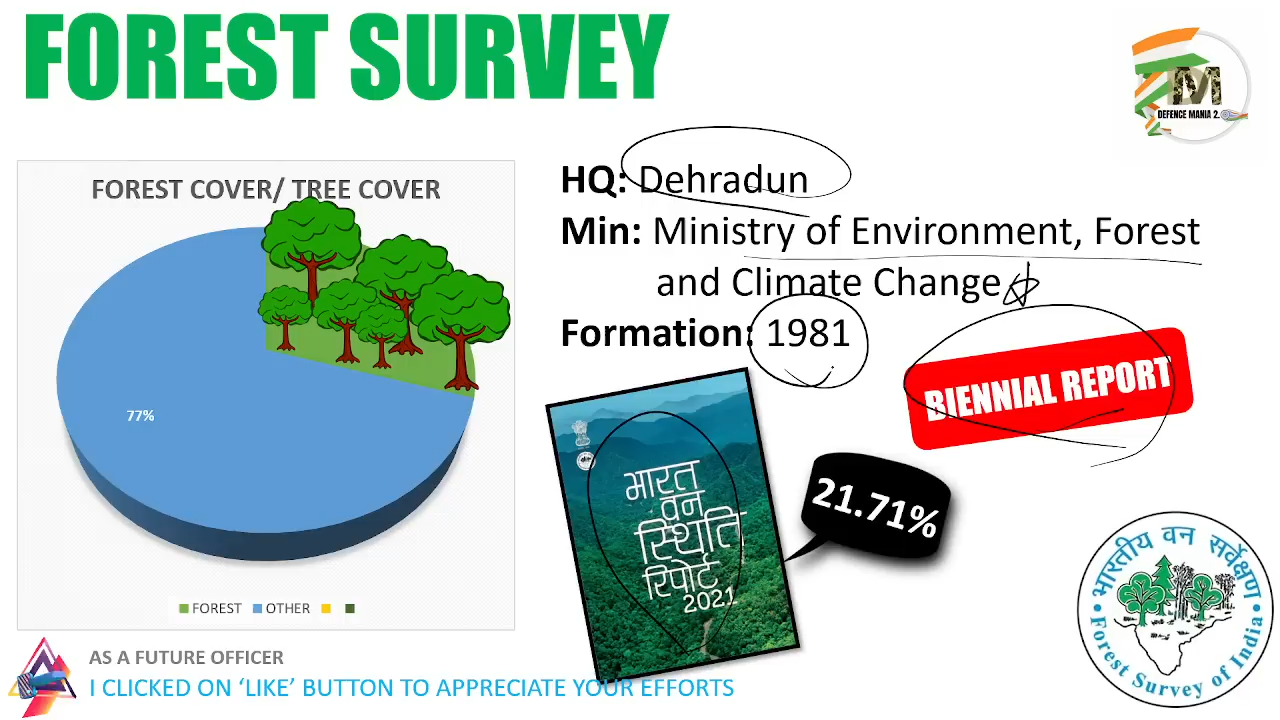 FOREST SURVEY
M
DEFENCE MANIA 2.
FOREST COVER/ TREE COVER
77%
FOREST OTHER
HQ: Dehradun
Min: Ministry of Environment, Forest
and Climate Change
Formation: 1981
BIENNIAL REPORT
भारत
वन
स्थिति
रिपोर्ट
2021
21.71%
भारतीय वन सर्वेक्षण
Forest Survey of India
AS A FUTURE OFFICER
I CLICKED ON ‘LIKE’ BUTTON TO APPRECIATE YOUR EFFORTS